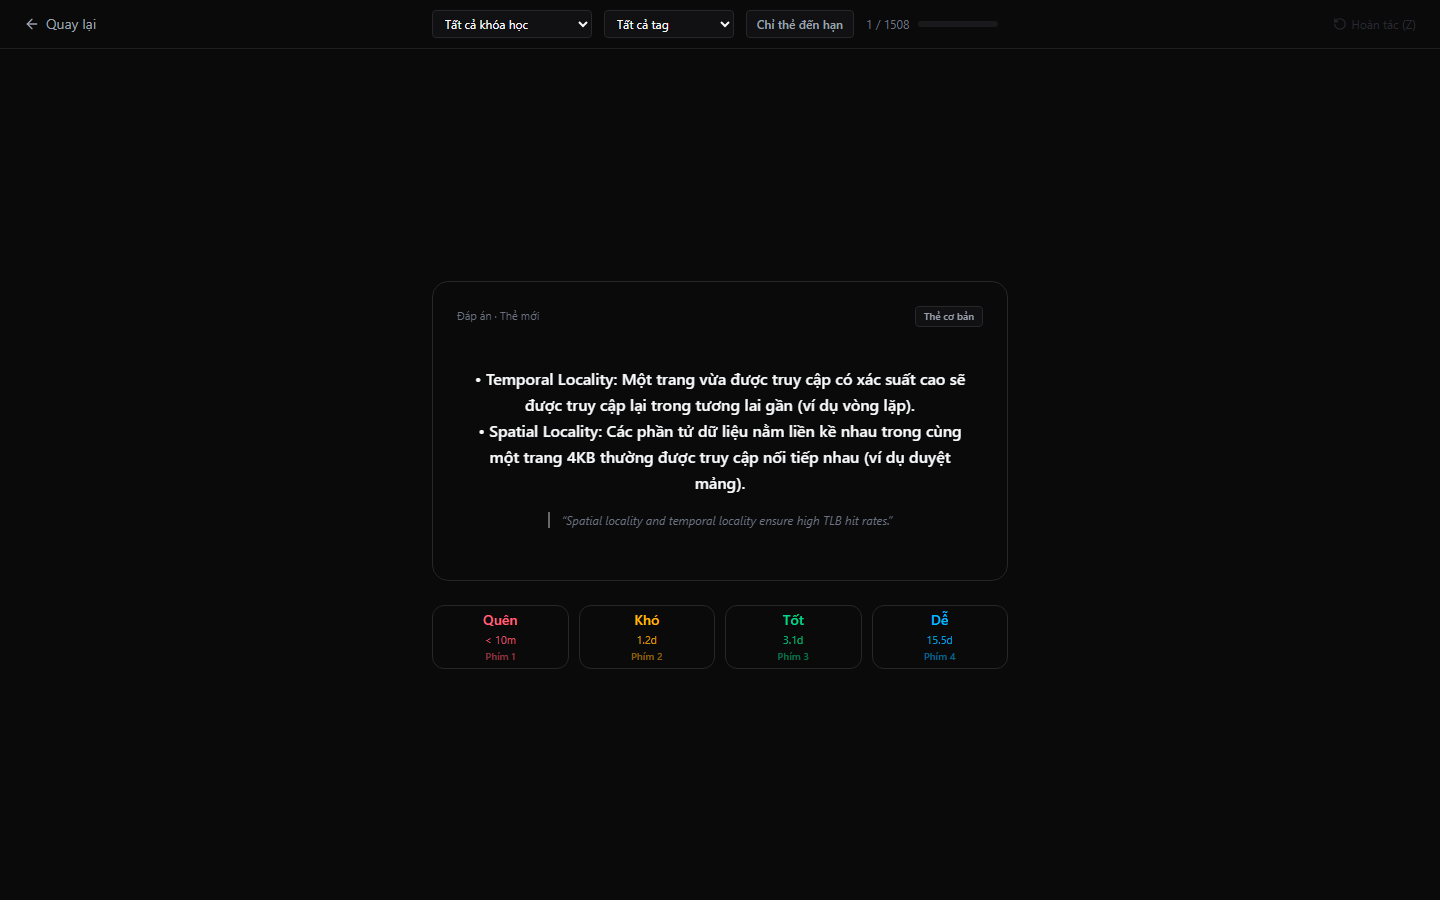 Quay lại
Tất cả khóa học
Tất cả tag
Chỉ thẻ đến hạn
1 / 1508
Hoàn tác (Z)
Đáp án · Thẻ mới
Thẻ cơ bản
• Temporal Locality: Một trang vừa được truy cập có xác suất cao sẽ
được truy cập lại trong tương lai gần (ví dụ vòng lặp).
• Spatial Locality: Các phần tử dữ liệu nằm liền kề nhau trong cùng
một trang 4KB thường được truy cập nối tiếp nhau (ví dụ duyệt
mảng).
"Spatial locality and temporal locality ensure high TLB hit rates."
Quên
< 10m
Phím 1
Khó
1.2d
Phím 2
Tốt
3.1d
Phím 3
Dễ
15.5d
Phím 4